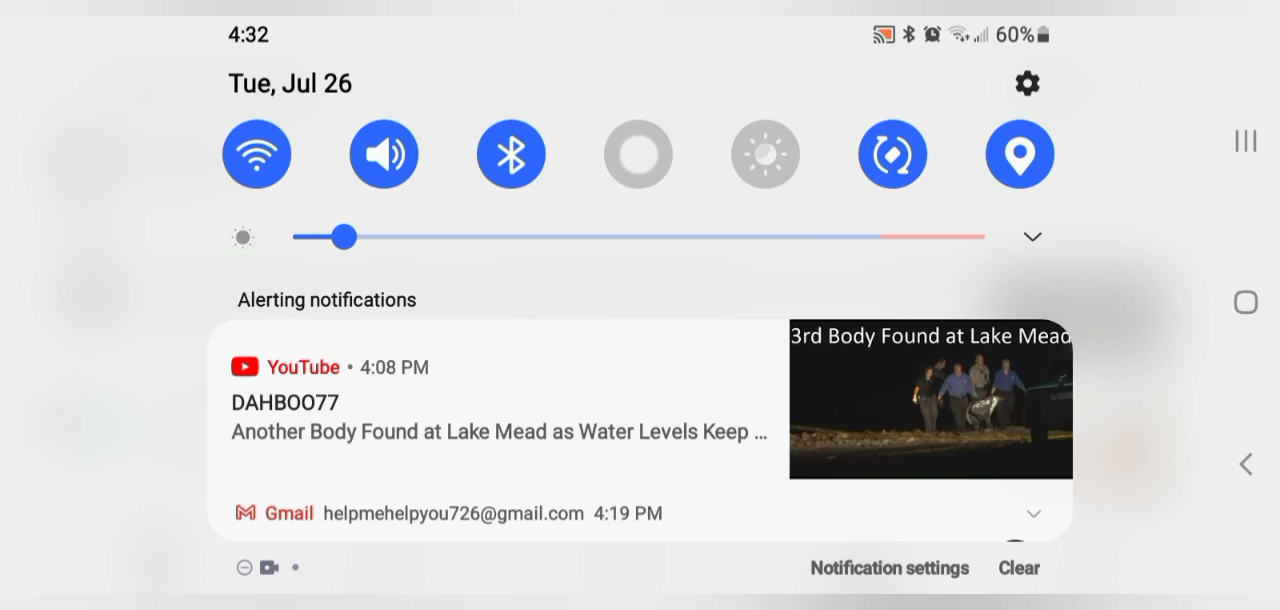 4:32
60%
Tue, Jul 26
Alerting notifications
YouTube • 4:08 PM
DAHBOO77
Another Body Found at Lake Mead as Water Levels Keep ...
3rd Body Found at Lake Mead
Gmail helpmehelpyou726@gmail.com 4:19 PM
Notification settings Clear